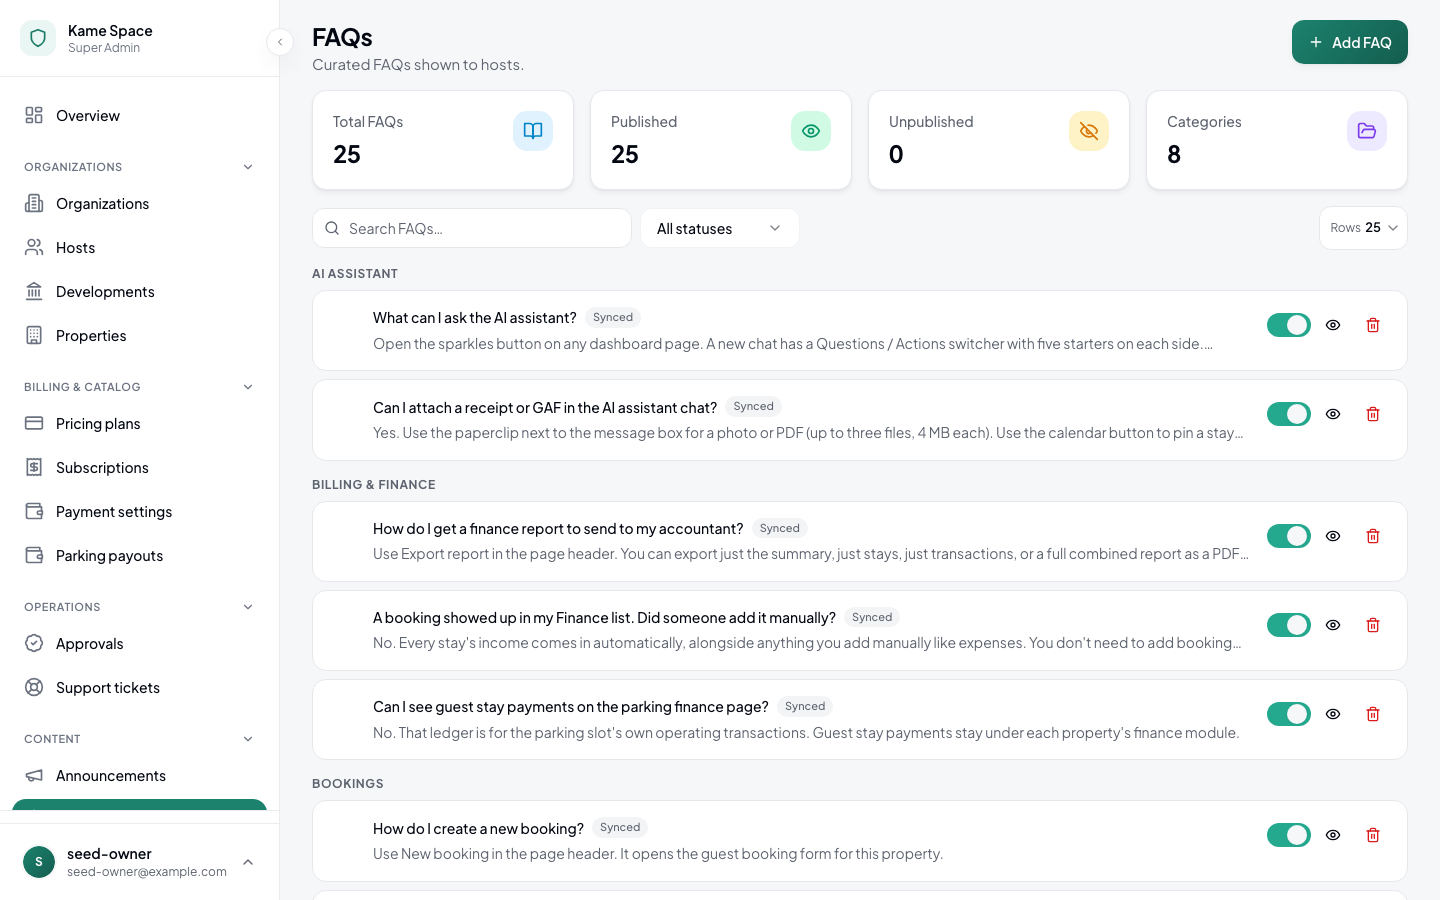 Kame Space
Super Admin
Overview
ORGANIZATIONS
Organizations
Hosts
Developments
Properties
BILLING & CATALOG
Pricing plans
Subscriptions
Payment settings
Parking payouts
OPERATIONS
Approvals
Support tickets
CONTENT
Announcements
S
seed-owner
seed-owner@example.com
FAQs
Curated FAQs shown to hosts.
Add FAQ
Total FAQs
25
Published
25
Unpublished
0
Categories
8
Search FAQs...
All statuses
Rows 25
AI ASSISTANT
What can I ask the AI assistant? Synced
Open the sparkles button on any dashboard page. A new chat has a Questions / Actions switcher with five starters on each side....
Can I attach a receipt or GAF in the AI assistant chat? Synced
Yes. Use the paperclip next to the message box for a photo or PDF (up to three files, 4 MB each). Use the calendar button to pin a stay...
BILLING & FINANCE
How do I get a finance report to send to my accountant? Synced
Use Export report in the page header. You can export just the summary, just stays, just transactions, or a full combined report as a PDF...
A booking showed up in my Finance list. Did someone add it manually? Synced
No. Every stay's income comes in automatically, alongside anything you add manually like expenses. You don't need to add booking...
Can I see guest stay payments on the parking finance page? Synced
No. That ledger is for the parking slot's own operating transactions. Guest stay payments stay under each property's finance module.
BOOKINGS
How do I create a new booking? Synced
Use New booking in the page header. It opens the guest booking form for this property.